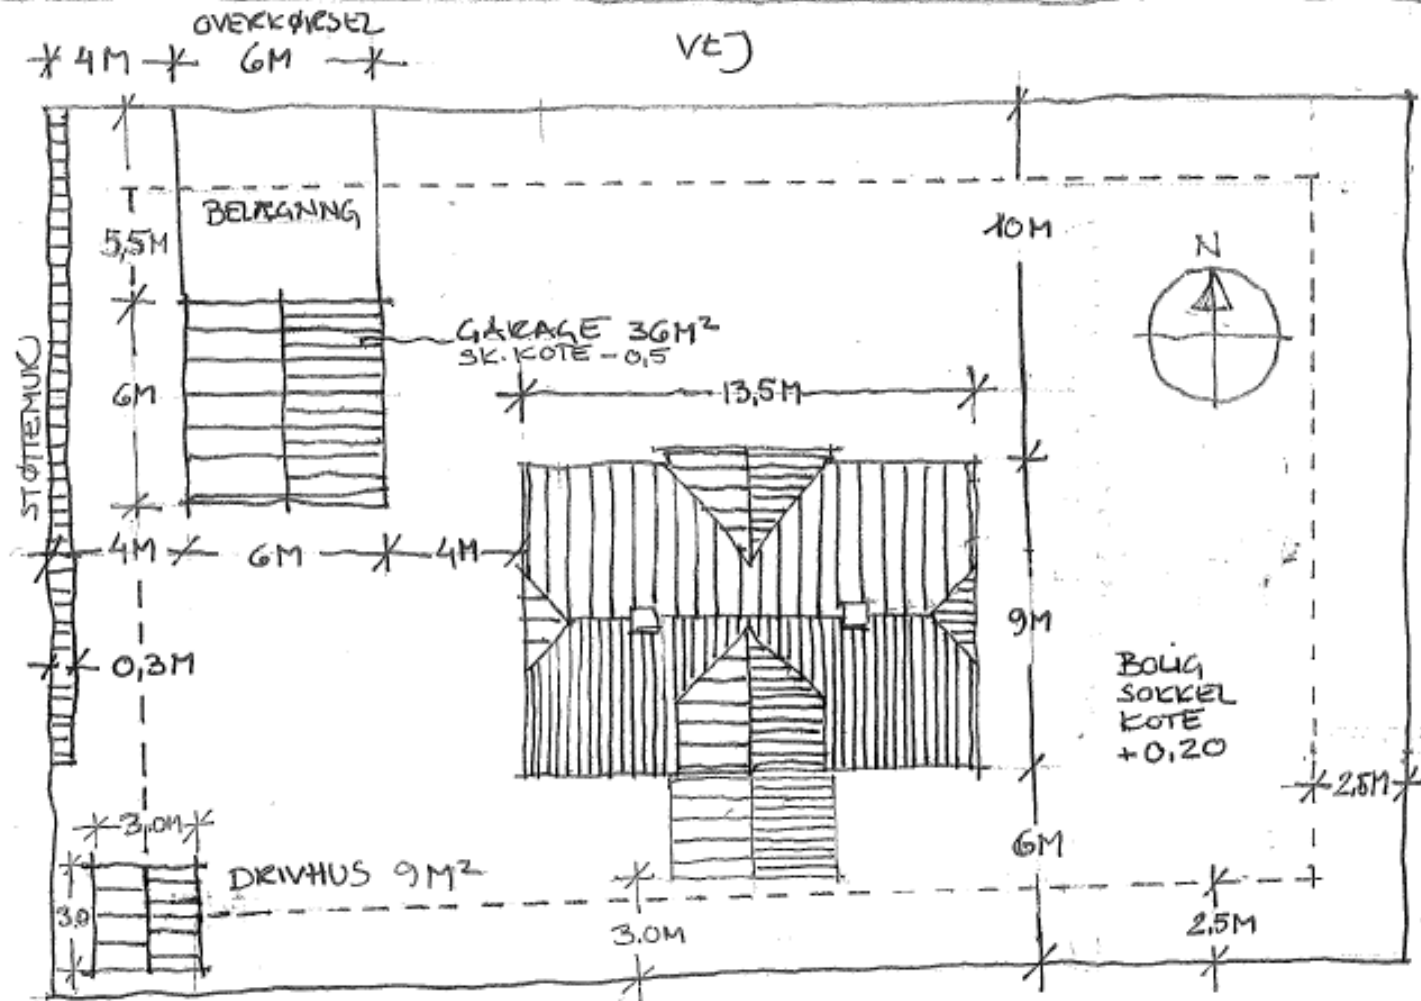 OVERKØRSEL
4M 6M
VEJ
BELÆGNING
5,5M
10M
N
GARAGE 36M²
SK. KOTE -0,5
13,5M
6M
STØTTEMUR
4M 6M 4M
9M
0,3M
BOLIG
SOKKEL
KOTE
+0,20
2,5M
3,0M
6M
DRIVHUS 9M²
3.0
3.0M
2,5M